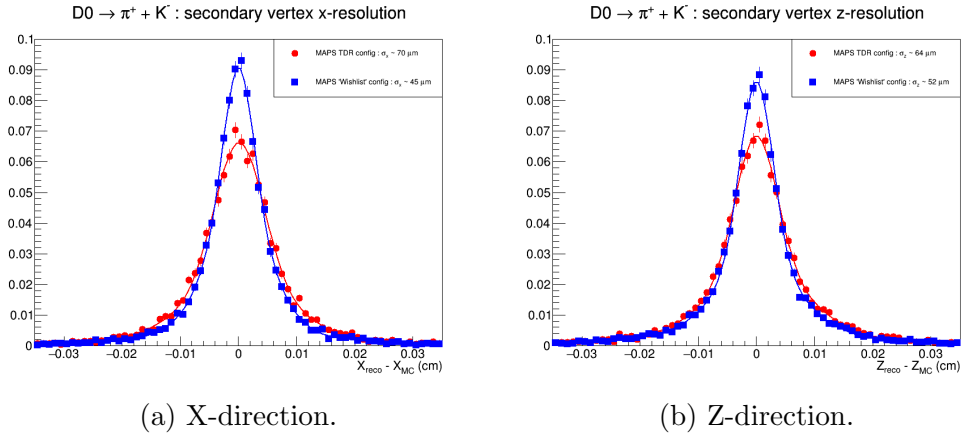 D0 → π⁺ + K⁻ : secondary vertex x-resolution
MAPS TDR config : σₓ ~ 70 μm
MAPS 'Wishlist' config : σₓ ~ 45 μm
0.1
0.09
0.08
0.07
0.06
0.05
0.04
0.03
0.02
0.01
0
−0.03 −0.02 −0.01 0 0.01 0.02 0.03
X_reco - X_MC (cm)
(a) X-direction.
D0 → π⁺ + K⁻ : secondary vertex z-resolution
MAPS TDR config : σ_z ~ 64 μm
MAPS 'Wishlist' config : σ_z ~ 52 μm
0.1
0.09
0.08
0.07
0.06
0.05
0.04
0.03
0.02
0.01
0
−0.03 −0.02 −0.01 0 0.01 0.02 0.03
Z_reco - Z_MC (cm)
(b) Z-direction.